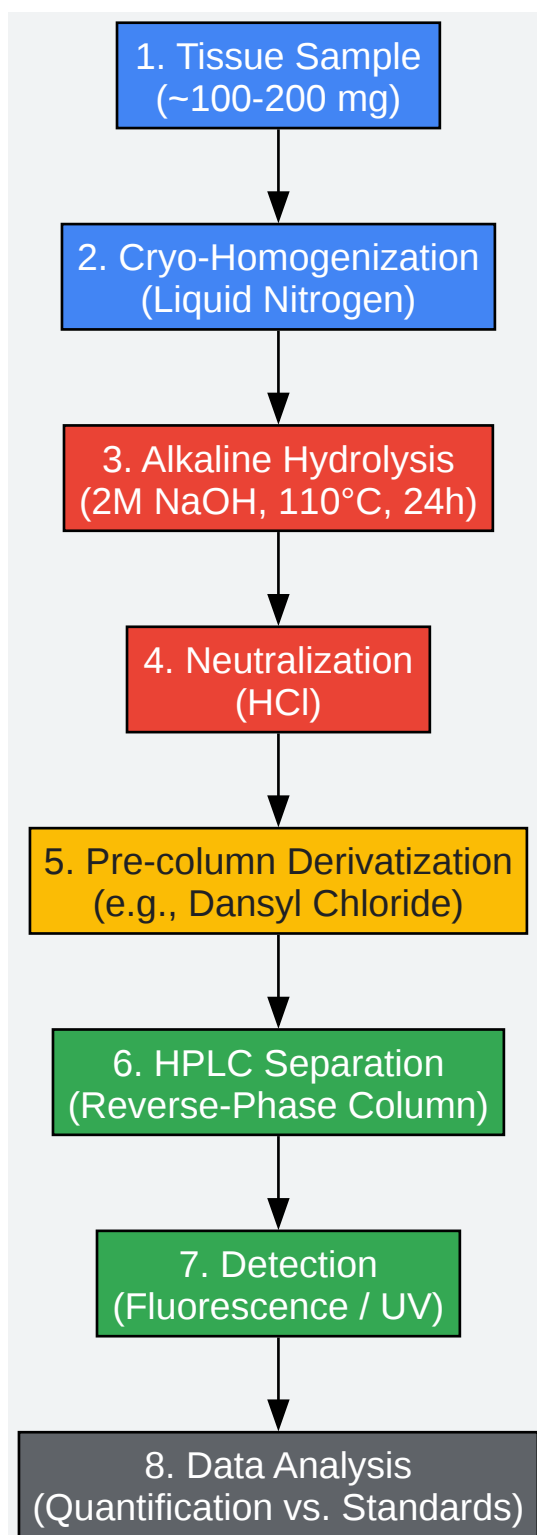 1. Tissue Sample
(~100-200 mg)
2. Cryo-Homogenization
(Liquid Nitrogen)
3. Alkaline Hydrolysis
(2M NaOH, 110°C, 24h)
4. Neutralization
(HCl)
5. Pre-column Derivatization
(e.g., Dansyl Chloride)
6. HPLC Separation
(Reverse-Phase Column)
7. Detection
(Fluorescence / UV)
8. Data Analysis
(Quantification vs. Standards)